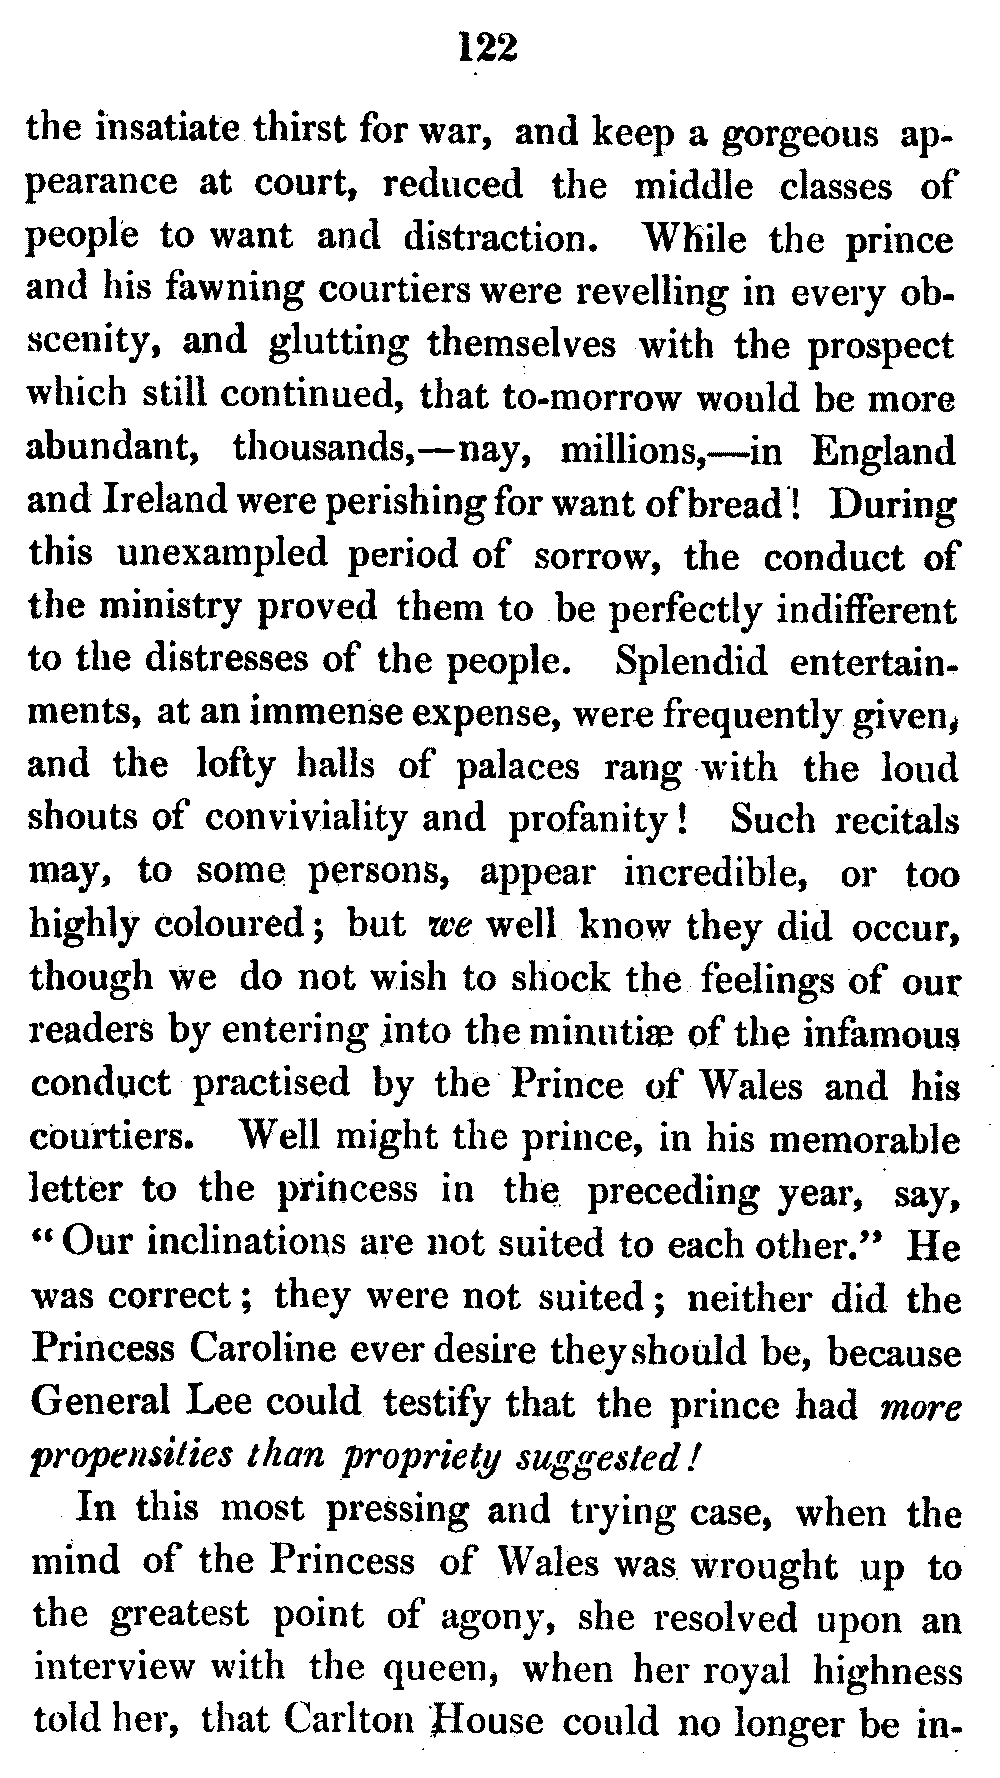 122
the insatiate thirst for war, and keep a gorgeous ap-
pearance at court, reduced the middle classes of
people to want and distraction. While the prince
and his fawning courtiers were revelling in every ob-
scenity, and glutting themselves with the prospect
which still continued, that to-morrow would be more
abundant, thousands,—nay, millions,—in England
and Ireland were perishing for want of bread! During
this unexampled period of sorrow, the conduct of
the ministry proved them to be perfectly indifferent
to the distresses of the people. Splendid entertain-
ments, at an immense expense, were frequently given,
and the lofty halls of palaces rang with the loud
shouts of conviviality and profanity! Such recitals
may, to some persons, appear incredible, or too
highly coloured; but we well know they did occur,
though we do not wish to shock the feelings of our
readers by entering into the minutiæ of the infamous
conduct practised by the Prince of Wales and his
courtiers. Well might the prince, in his memorable
letter to the princess in the preceding year, say,
“Our inclinations are not suited to each other.” He
was correct; they were not suited; neither did the
Princess Caroline ever desire they should be, because
General Lee could testify that the prince had more
propensities than propriety suggested!
In this most pressing and trying case, when the
mind of the Princess of Wales was wrought up to
the greatest point of agony, she resolved upon an
interview with the queen, when her royal highness
told her, that Carlton House could no longer be in-